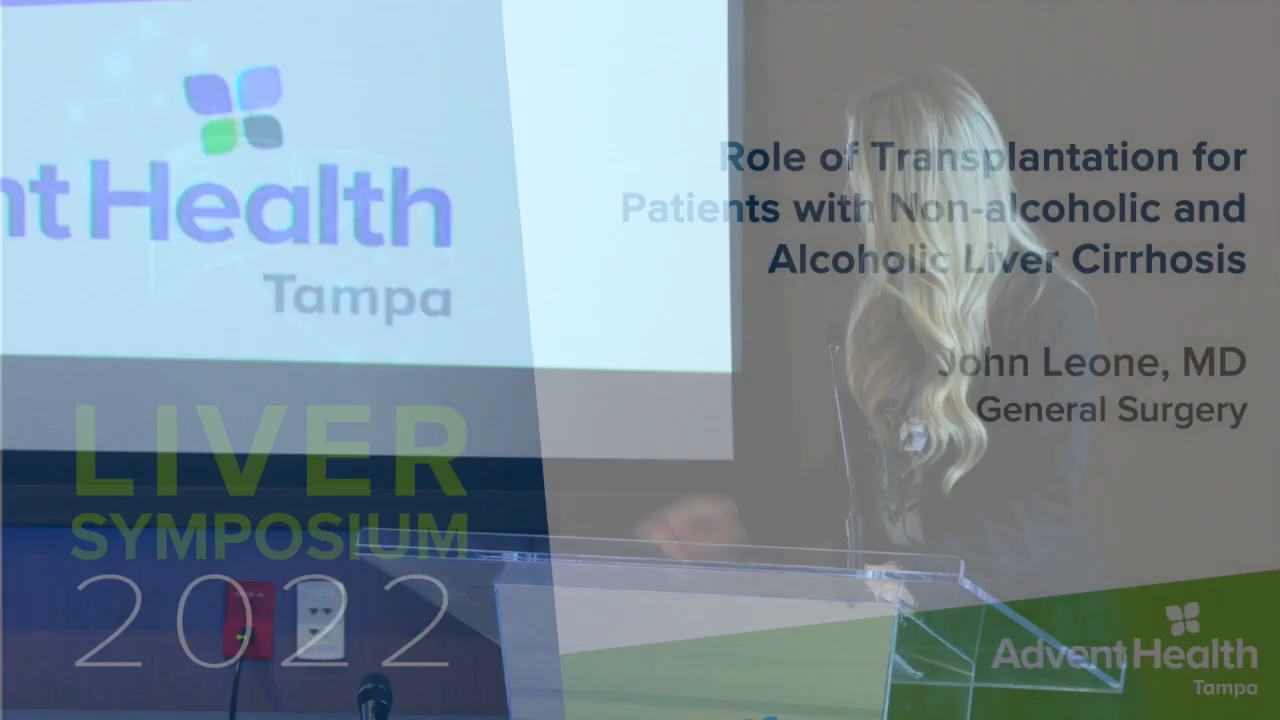 nt Health
Tampa
Role of Transplantation for
Patients with Non-alcoholic and
Alcoholic Liver Cirrhosis
John Leone, MD
General Surgery
LIVER
SYMPOSIUM
2022
AdventHealth
Tampa